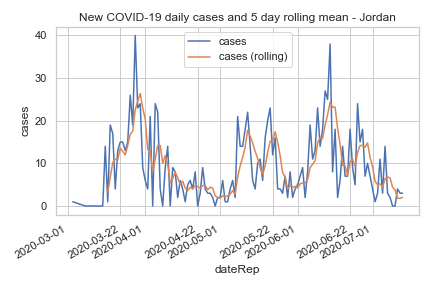 New COVID-19 daily cases and 5 day rolling mean - Jordan
cases
cases (rolling)
40
30
20
10
0
cases
2020-03-01
2020-03-22
2020-04-01
2020-04-22
2020-05-01
2020-05-22
2020-06-01
2020-06-22
2020-07-01
dateRep